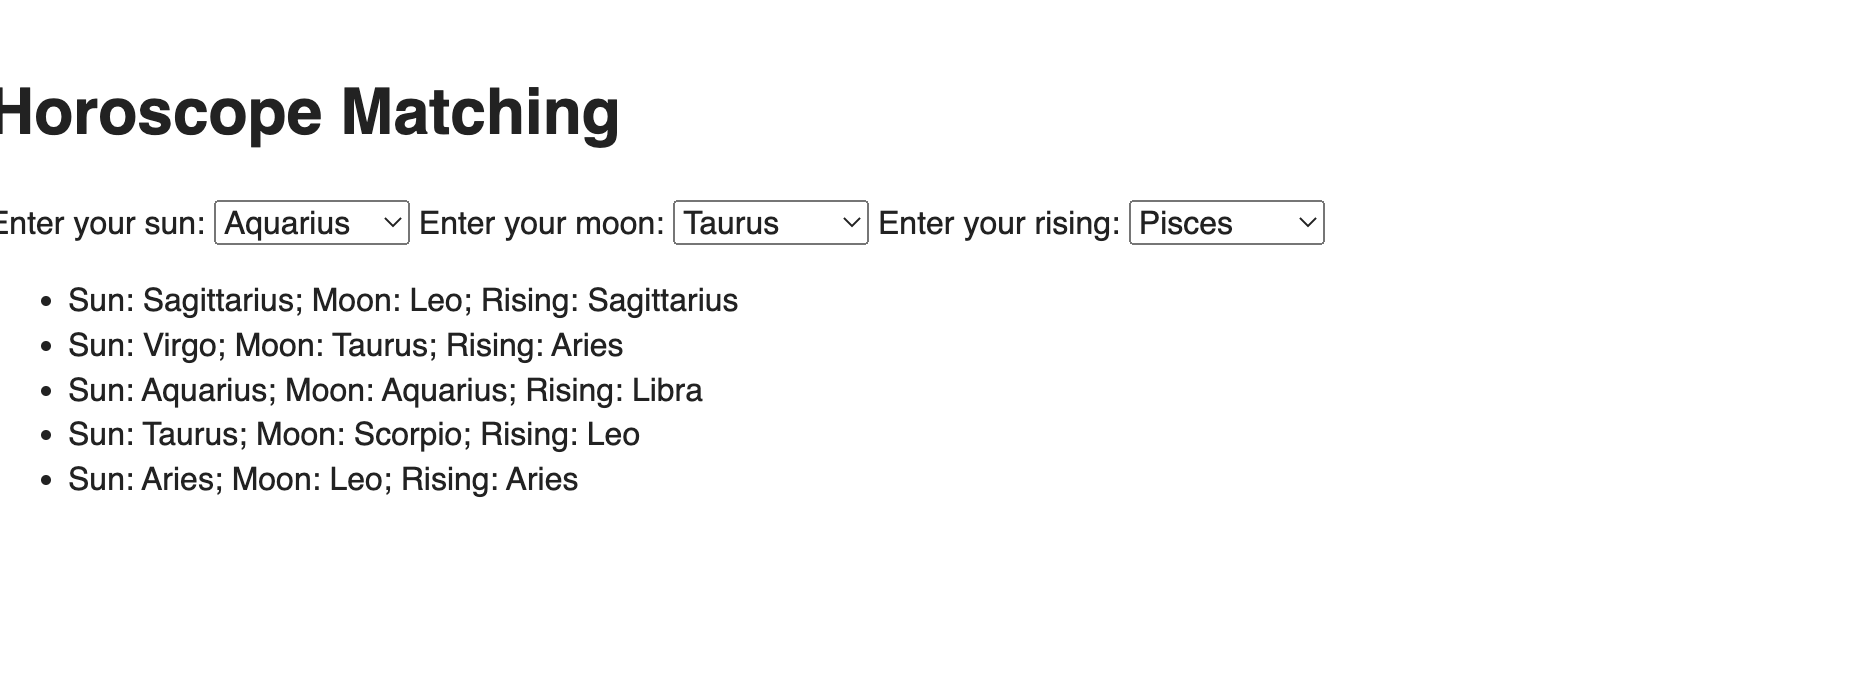 Horoscope Matching
Enter your sun: Aquarius Enter your moon: Taurus Enter your rising: Pisces
• Sun: Sagittarius; Moon: Leo; Rising: Sagittarius
• Sun: Virgo; Moon: Taurus; Rising: Aries
• Sun: Aquarius; Moon: Aquarius; Rising: Libra
• Sun: Taurus; Moon: Scorpio; Rising: Leo
• Sun: Aries; Moon: Leo; Rising: Aries